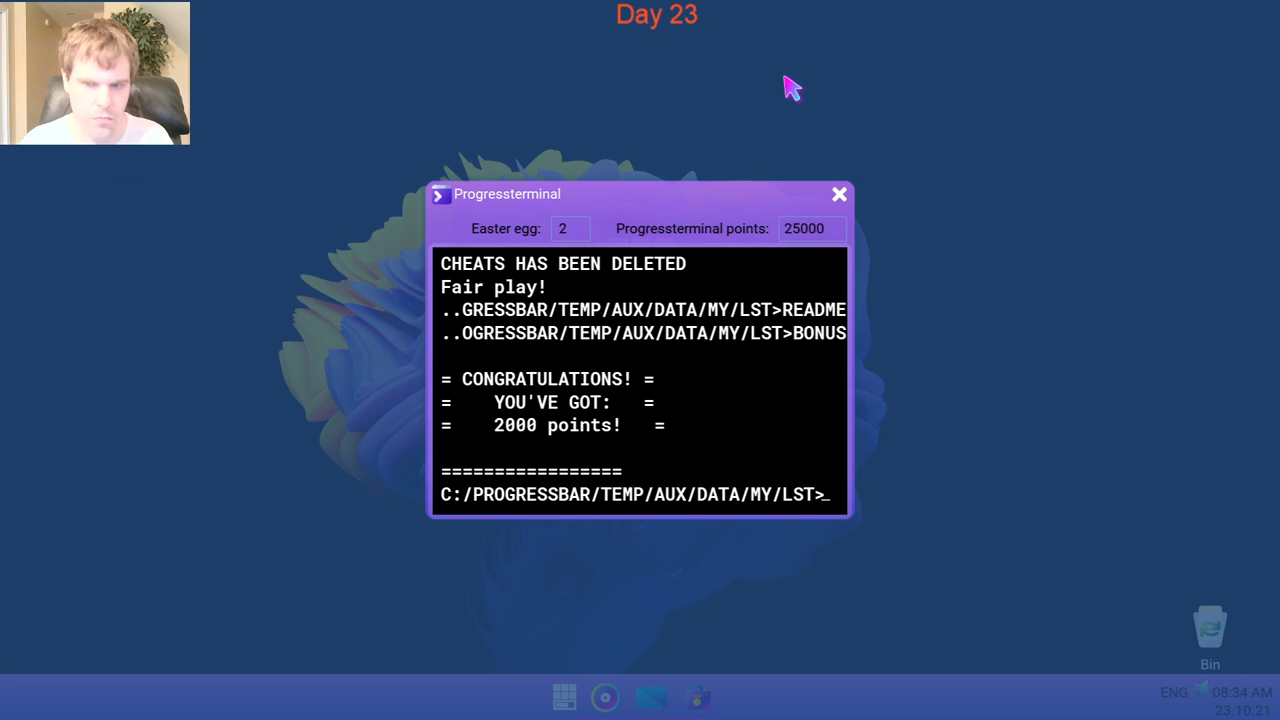 Day 23
Progressterminal
Easter egg: 2 Progressterminal points: 25000
CHEATS HAS BEEN DELETED
Fair play!
..GRESSBAR/TEMP/AUX/DATA/MY/LST>README
..OGRESSBAR/TEMP/AUX/DATA/MY/LST>BONUS
= CONGRATULATIONS! =
= YOU'VE GOT: =
= 2000 points! =
=================
C:/PROGRESSBAR/TEMP/AUX/DATA/MY/LST>_
Bin
ENG 08:34 AM
23.10.21